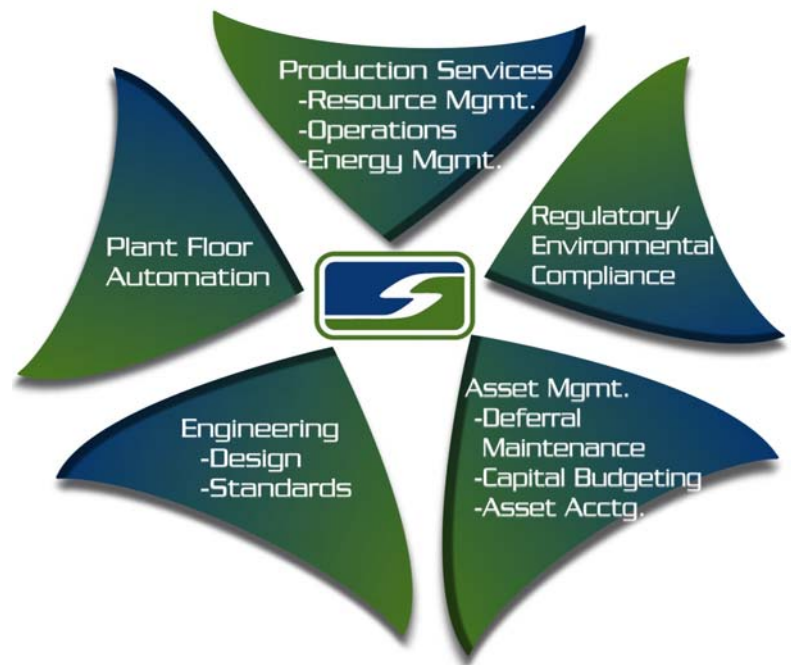 Production Services
-Resource Mgmt.
-Operations
-Energy Mgmt.
Regulatory/
Environmental
Compliance
Asset Mgmt.
-Deferral
Maintenance
-Capital Budgeting
-Asset Acctg.
Engineering
-Design
-Standards
Plant Floor
Automation